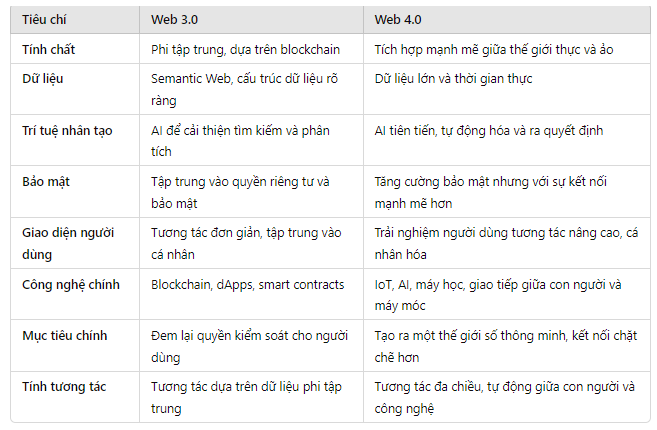 Tiêu chí Web 3.0 Web 4.0
Tính chất Phi tập trung, dựa trên blockchain Tích hợp mạnh mẽ giữa thế giới thực và ảo
Dữ liệu Semantic Web, cấu trúc dữ liệu rõ Dữ liệu lớn và thời gian thực
ràng
Trí tuệ nhân tạo AI để cải thiện tìm kiếm và phân AI tiên tiến, tự động hóa và ra quyết định
tích
Bảo mật Tập trung vào quyền riêng tư và Tăng cường bảo mật nhưng với sự kết nối
bảo mật mạnh mẽ hơn
Giao diện người Tương tác đơn giản, tập trung vào Trải nghiệm người dùng tương tác nâng cao, cá
dùng cá nhân nhân hóa
Công nghệ chính Blockchain, dApps, smart contracts IoT, AI, máy học, giao tiếp giữa con người và
máy móc
Mục tiêu chính Đem lại quyền kiểm soát cho người Tạo ra một thế giới số thông minh, kết nối chặt
dùng chẽ hơn
Tính tương tác Tương tác dựa trên dữ liệu phi tập Tương tác đa chiều, tự động giữa con người và
trung công nghệ